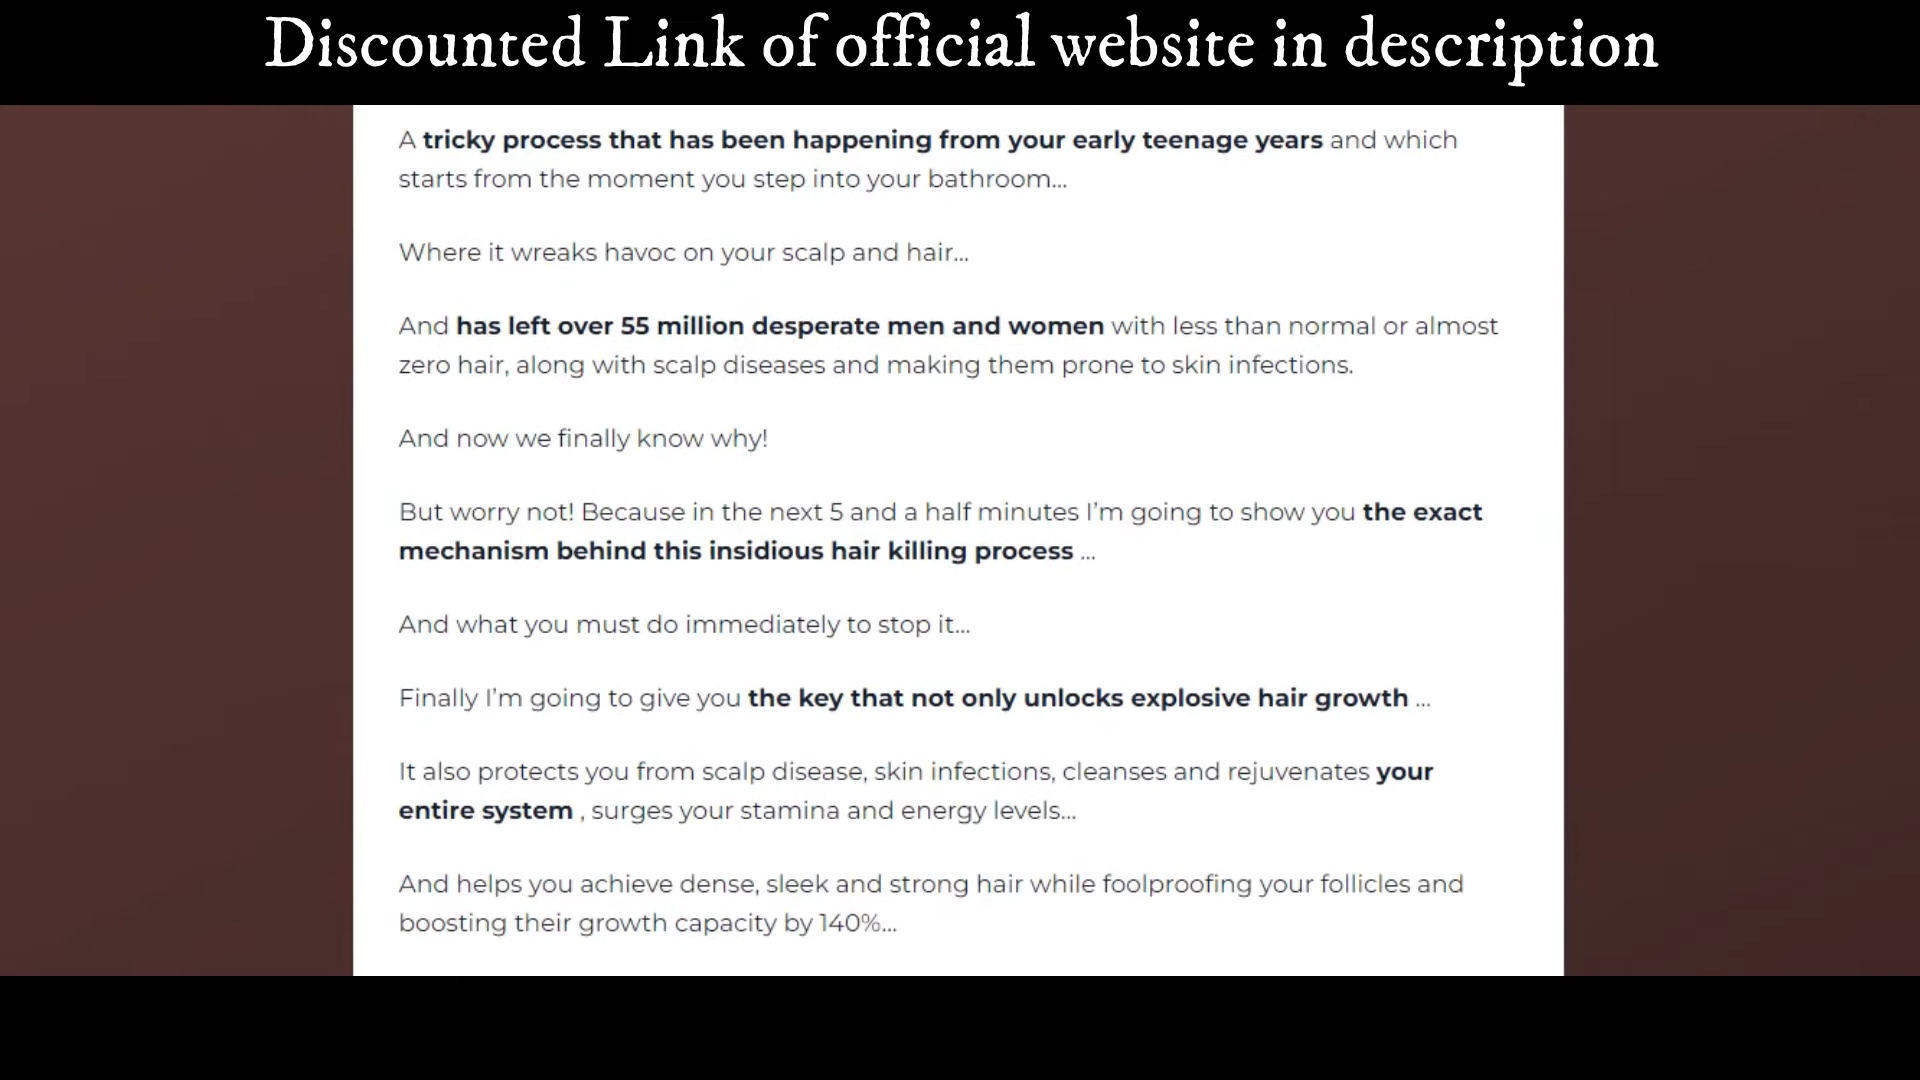 Discounted Link of official website in description
A tricky process that has been happening from your early teenage years and which
starts from the moment you step into your bathroom...
Where it wreaks havoc on your scalp and hair...
And has left over 55 million desperate men and women with less than normal or almost
zero hair, along with scalp diseases and making them prone to skin infections.
And now we finally know why!
But worry not! Because in the next 5 and a half minutes I'm going to show you the exact
mechanism behind this insidious hair killing process ...
And what you must do immediately to stop it...
Finally I'm going to give you the key that not only unlocks explosive hair growth ...
It also protects you from scalp disease, skin infections, cleanses and rejuvenates your
entire system , surges your stamina and energy levels...
And helps you achieve dense, sleek and strong hair while foolproofing your follicles and
boosting their growth capacity by 140%...